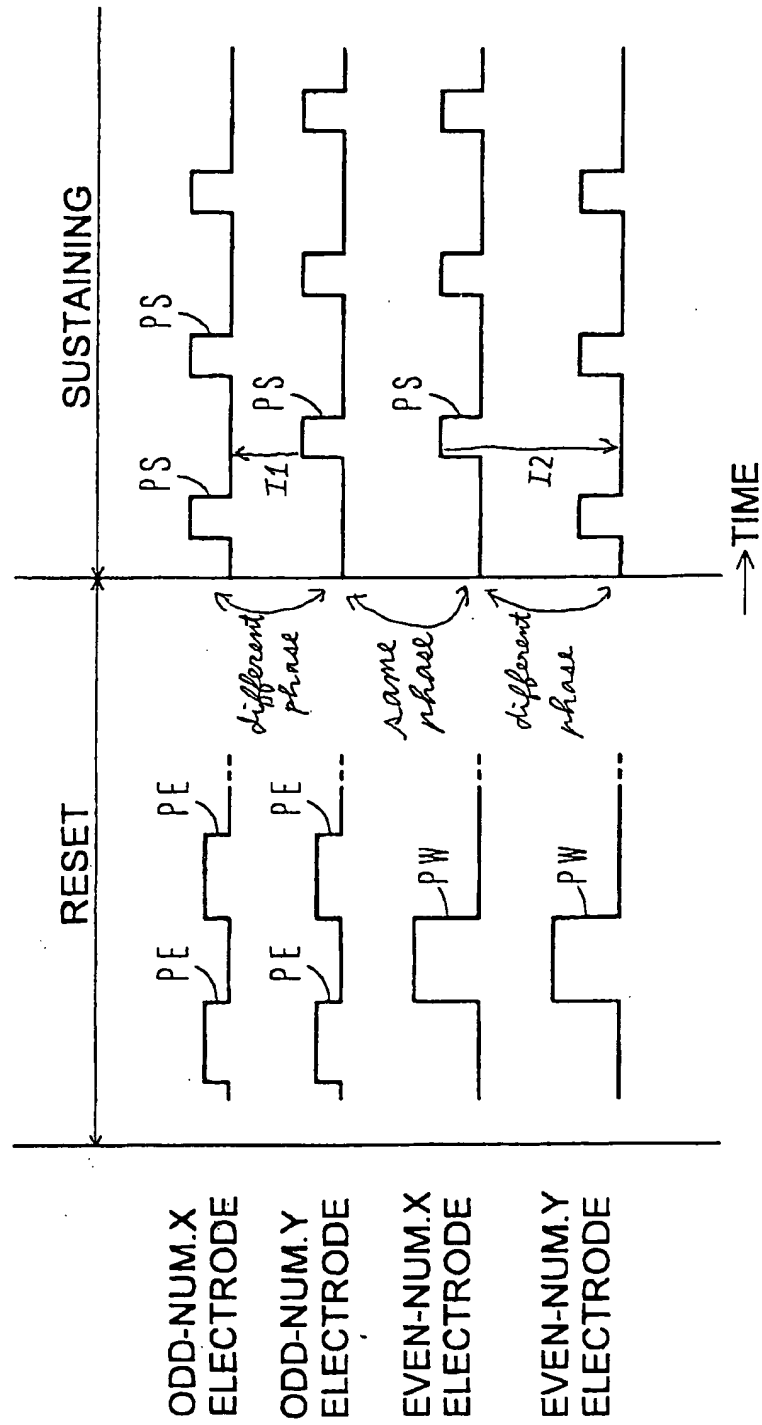 RESET
SUSTAINING
ODD-NUM.X
ELECTRODE
PE
PE
PS
PS
different
phase
I1
ODD-NUM.Y
ELECTRODE
PE
PE
PS
same
phase
EVEN-NUM.X
ELECTRODE
PW
PS
different
phase
I2
EVEN-NUM.Y
ELECTRODE
PW
→TIME